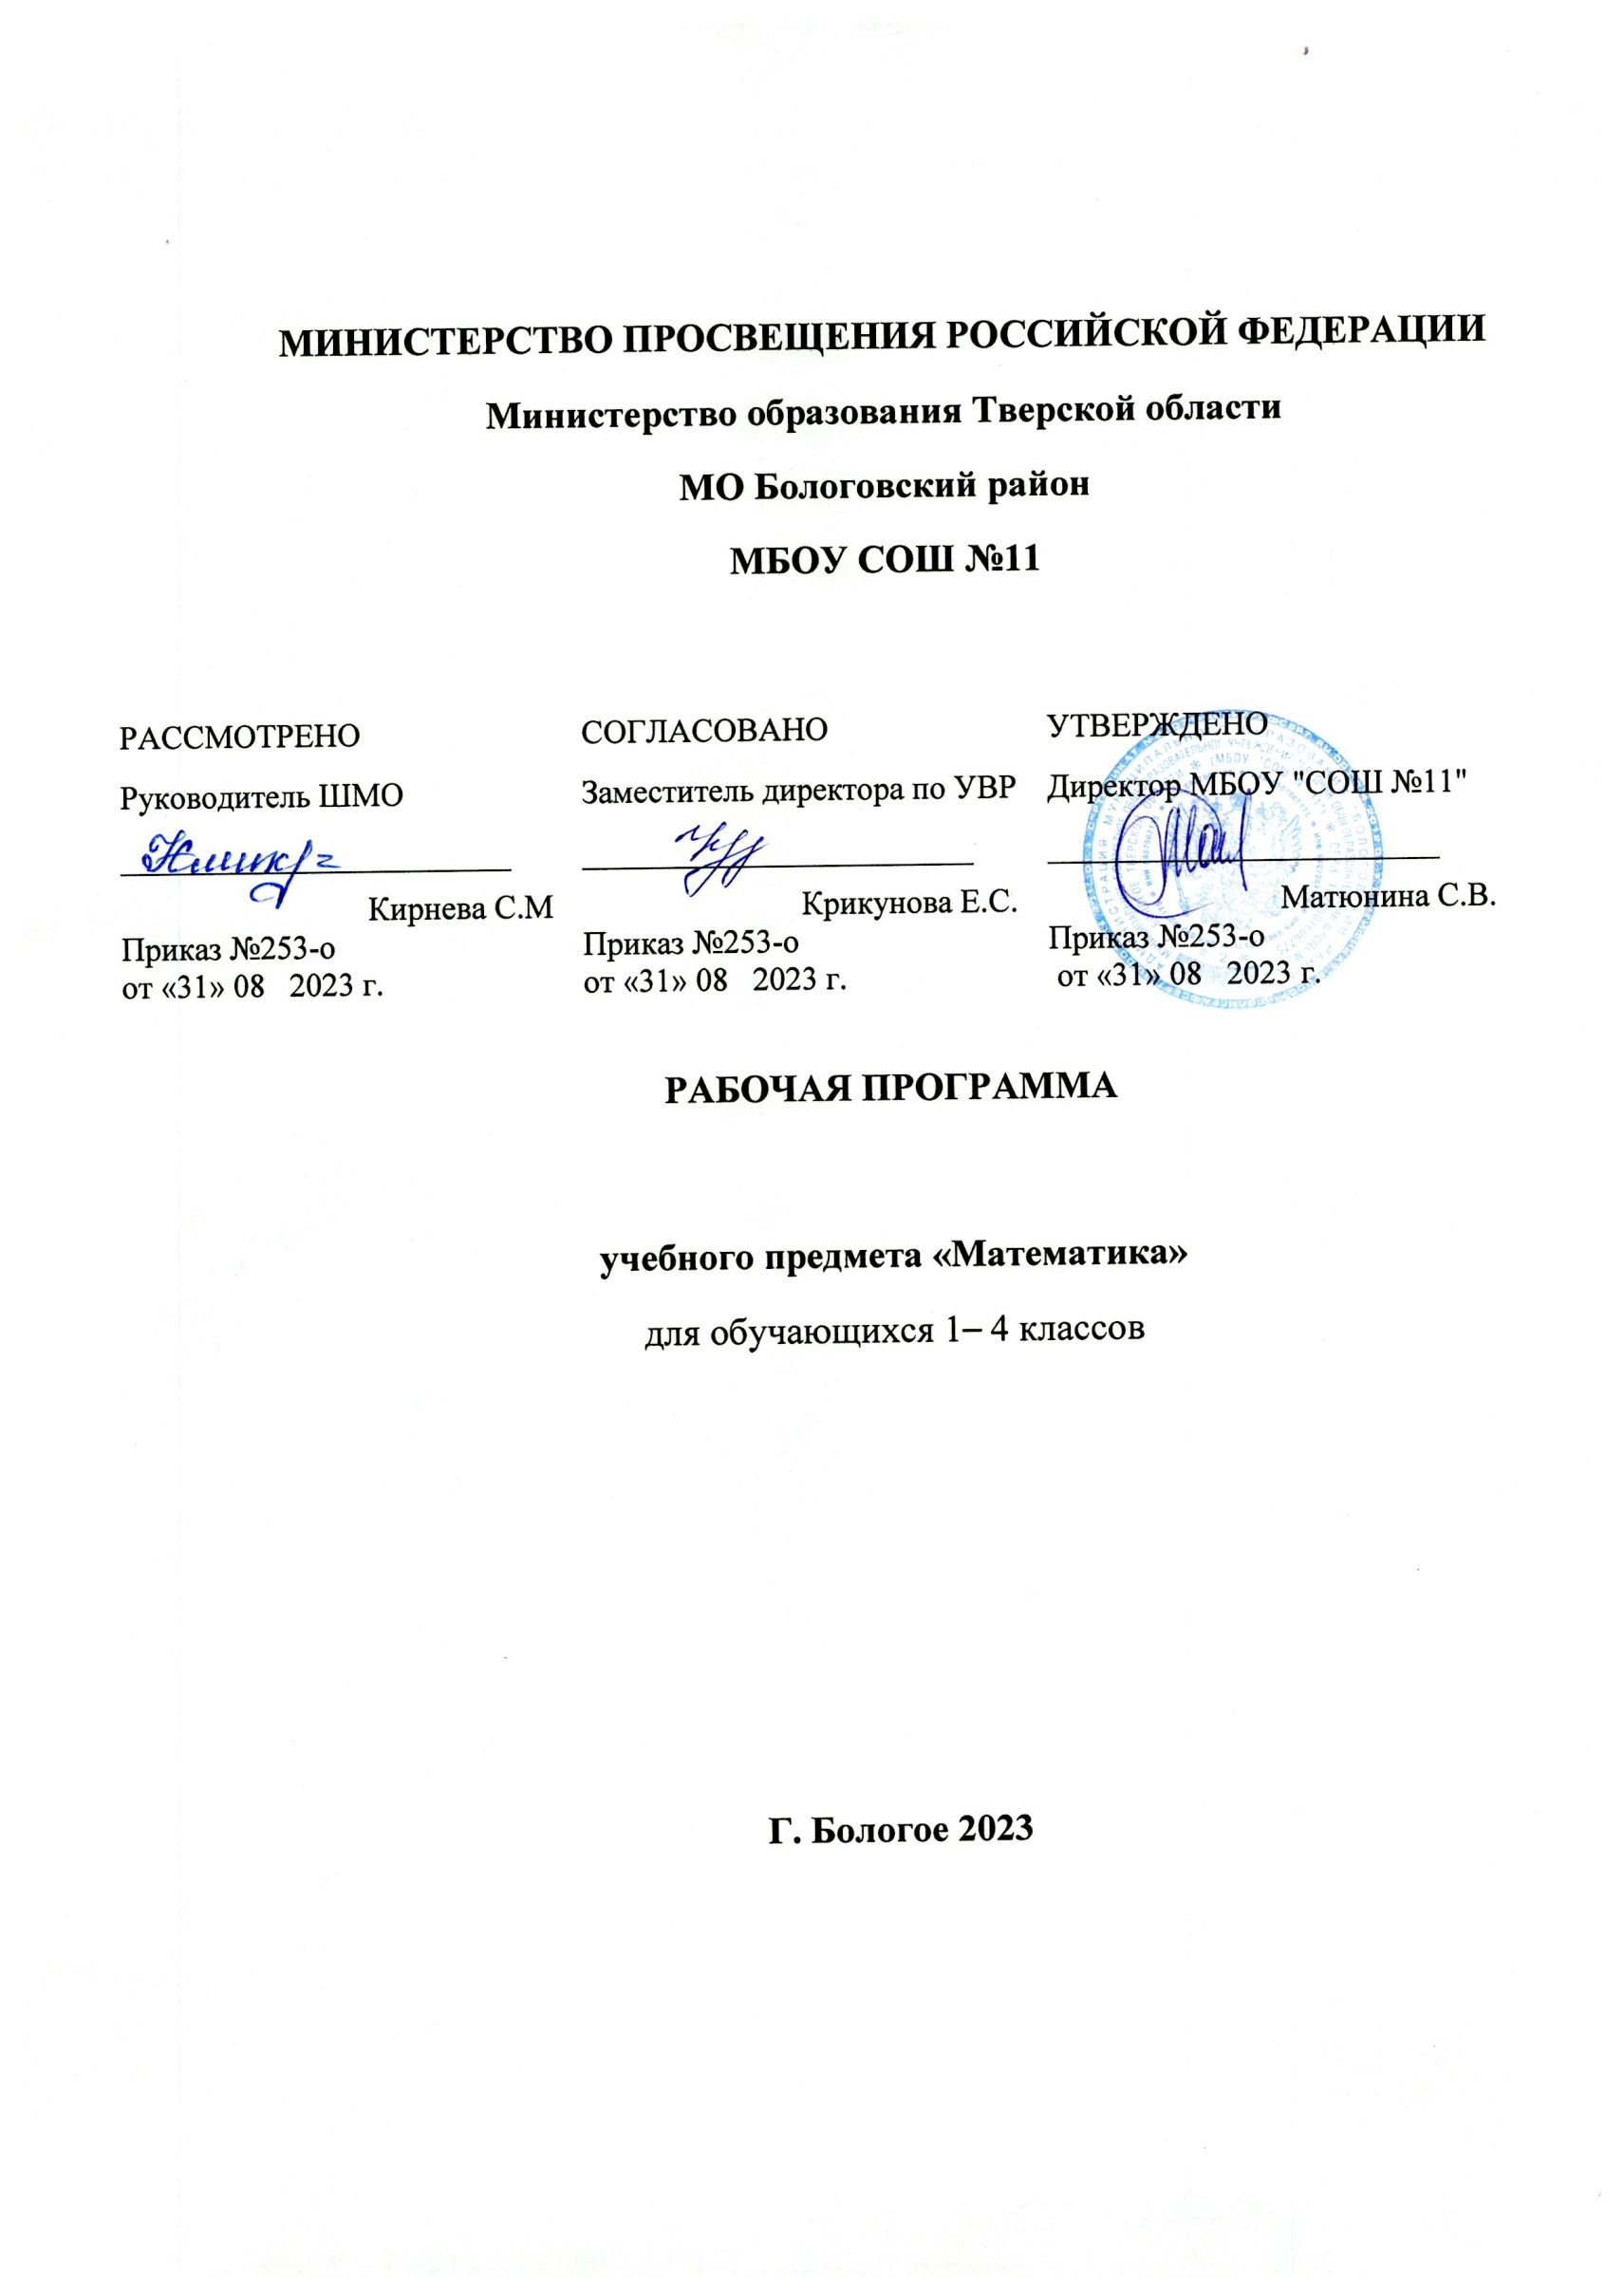 МИНИСТЕРСТВО ПРОСВЕЩЕНИЯ РОССИЙСКОЙ ФЕДЕРАЦИИ
Министерство образования Тверской области
МО Бологовский район
МБОУ СОШ №11
РАССМОТРЕНО
Руководитель ШМО
Кирнева С.М
Приказ №253-о
от «31» 08 2023 г.
СОГЛАСОВАНО
Заместитель директора по УВР
Крикунова Е.С.
Приказ №253-о
от «31» 08 2023 г.
УТВЕРЖДЕНО
Директор МБОУ "СОШ №11"
Матюнина С.В.
Приказ №253-о
от «31» 08 2023 г.
РАБОЧАЯ ПРОГРАММА
учебного предмета «Математика»
для обучающихся 1– 4 классов
Г. Бологое 2023